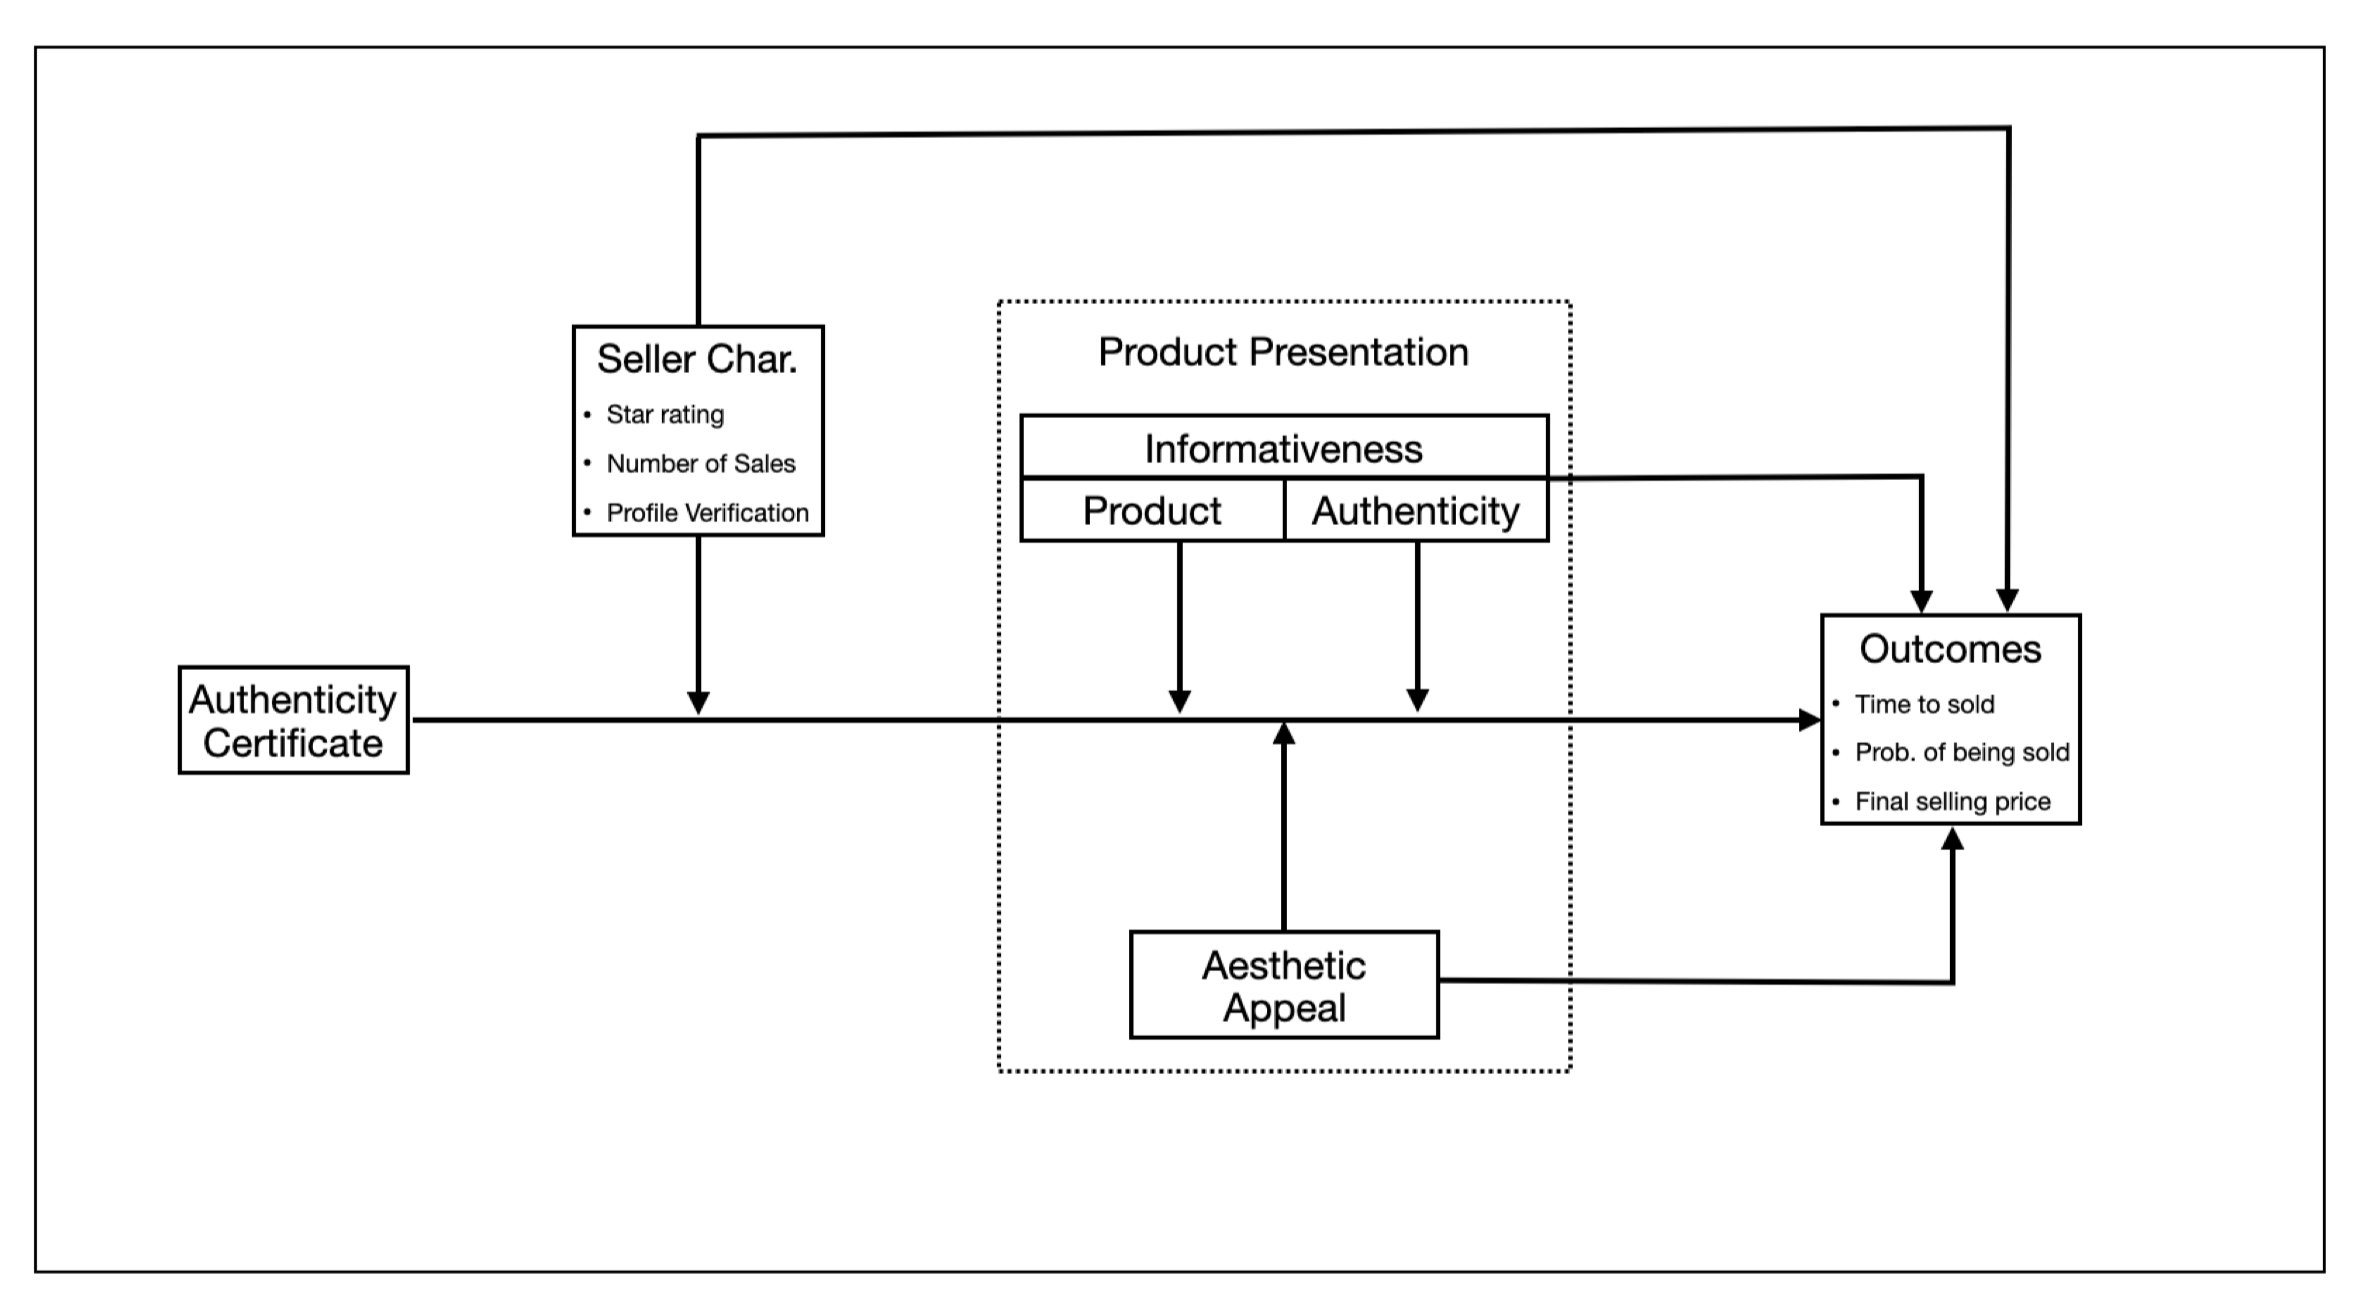 Seller Char.
• Star rating
• Number of Sales
• Profile Verification
Product Presentation
Informativeness
Product
Authenticity
Authenticity
Certificate
Outcomes
• Time to sold
• Prob. of being sold
• Final selling price
Aesthetic
Appeal